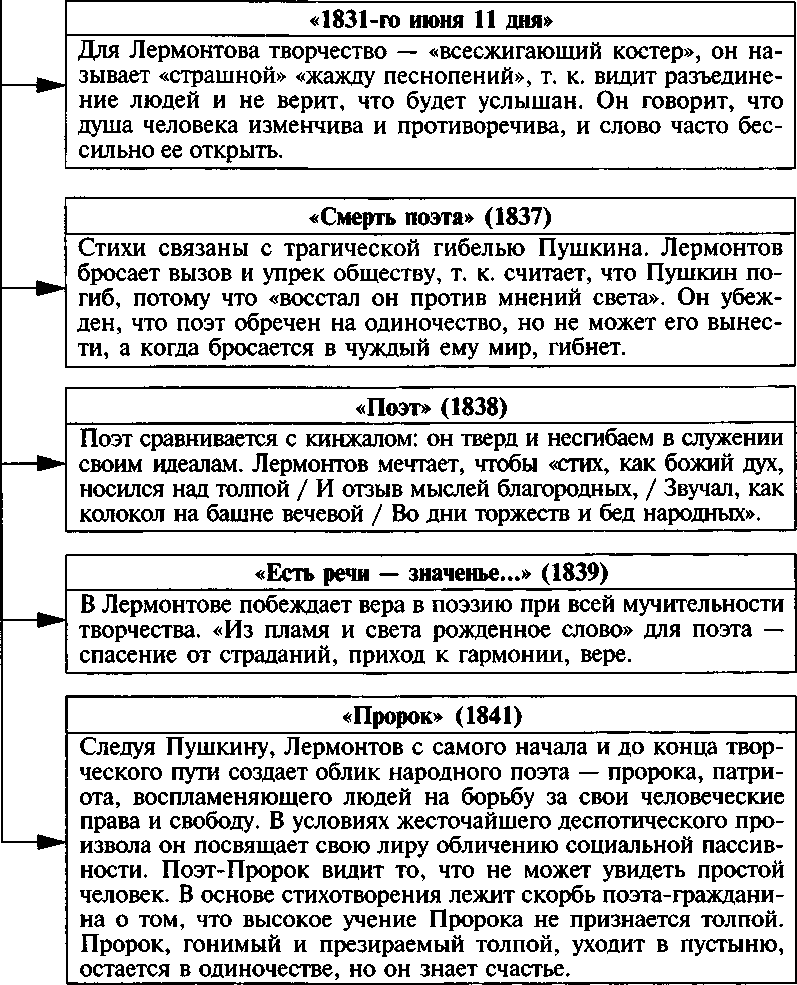 «1831-го июня 11 дня»
Для Лермонтова творчество — «всесжигающий костер», он на-
зывает «страшной» «жажду песнопений», т. к. видит разъедине-
ние людей и не верит, что будет услышан. Он говорит, что
душа человека изменчива и противоречива, и слово часто бес-
сильно ее открыть.
«Смерть поэта» (1837)
Стихи связаны с трагической гибелью Пушкина. Лермонтов
бросает вызов и упрек обществу, т. к. считает, что Пушкин по-
гиб, потому что «восстал он против мнений света». Он убеж-
ден, что поэт обречен на одиночество, но не может его вынес-
ти, а когда бросается в чуждый ему мир, гибнет.
«Поэт» (1838)
Поэт сравнивается с кинжалом: он тверд и несгибаем в служении
своим идеалам. Лермонтов мечтает, чтобы «стих, как божий дух,
носился над толпой / И отзыв мыслей благородных, / Звучал, как
колокол на башне вечевой / Во дни торжеств и бед народных».
«Есть речи — значенье...» (1839)
В Лермонтове побеждает вера в поэзию при всей мучительности
творчества. «Из пламя и света рожденное слово» для поэта —
спасение от страданий, приход к гармонии, вере.
«Пророк» (1841)
Следуя Пушкину, Лермонтов с самого начала и до конца твор-
ческого пути создает облик народного поэта — пророка, патри-
ота, воспламеняющего людей на борьбу за свои человеческие
права и свободу. В условиях жесточайшего деспотического про-
извола он посвящает свою лиру обличению социальной пассив-
ности. Поэт-Пророк видит то, что не может увидеть простой
человек. В основе стихотворения лежит скорбь поэта-граждани-
на о том, что высокое учение Пророка не признается толпой.
Пророк, гонимый и презираемый толпой, уходит в пустыню,
остается в одиночестве, но он знает счастье.